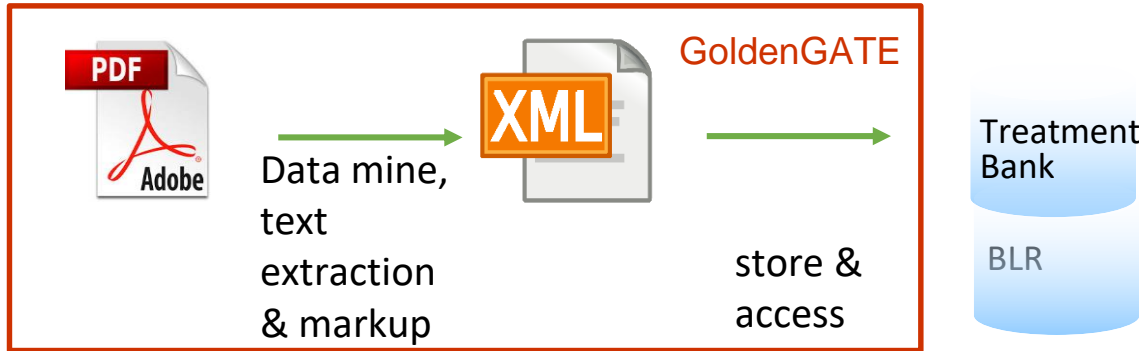 PDF
Adobe
Data mine,
text
extraction
& markup
XML
GoldenGATE
store &
access
Treatment
Bank
BLR